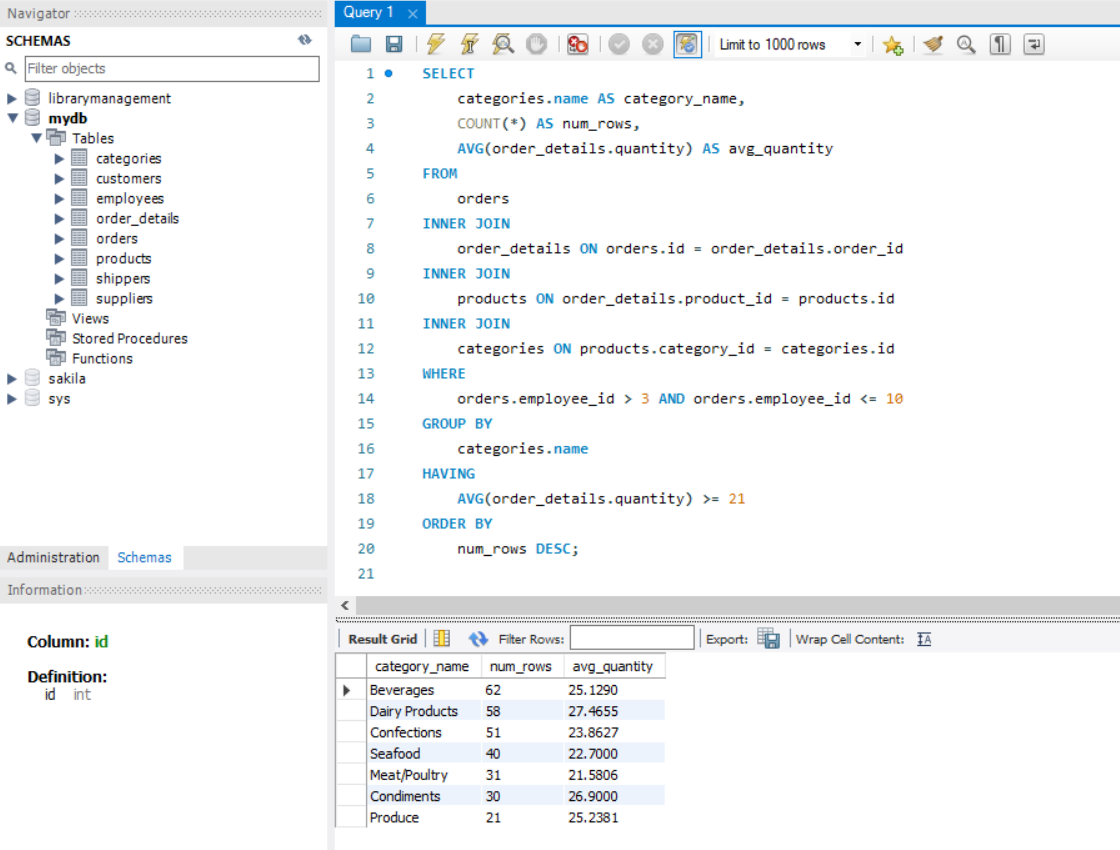 Navigator
SCHEMAS
Filter objects
librarymanagement
mydb
Tables
categories
customers
employees
order_details
orders
products
shippers
suppliers
Views
Stored Procedures
Functions
sakila
sys
Administration Schemas
Information
Column: id
Definition:
id int
Query 1
Limit to 1000 rows
1 SELECT
2 categories.name AS category_name,
3 COUNT(*) AS num_rows,
4 AVG(order_details.quantity) AS avg_quantity
5 FROM
6 orders
7 INNER JOIN
8 order_details ON orders.id = order_details.order_id
9 INNER JOIN
10 products ON order_details.product_id = products.id
11 INNER JOIN
12 categories ON products.category_id = categories.id
13 WHERE
14 orders.employee_id > 3 AND orders.employee_id <= 10
15 GROUP BY
16 categories.name
17 HAVING
18 AVG(order_details.quantity) >= 21
19 ORDER BY
20 num_rows DESC;
21
Result Grid Filter Rows: Export: Wrap Cell Content:
category_name num_rows avg_quantity
Beverages 62 25.1290
Dairy Products 58 27.4655
Confections 51 23.8627
Seafood 40 22.7000
Meat/Poultry 31 21.5806
Condiments 30 26.9000
Produce 21 25.2381